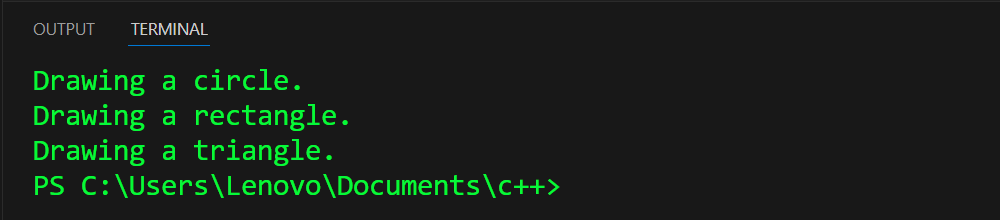 OUTPUT TERMINAL
Drawing a circle.
Drawing a rectangle.
Drawing a triangle.
PS C:\Users\Lenovo\Documents\c++>